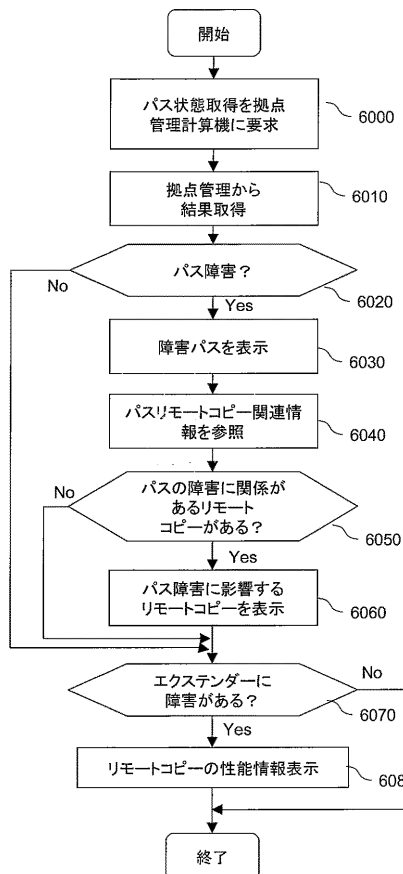 開始
パス状態取得を拠点
管理計算機に要求
6000
拠点管理から
結果取得
6010
パス障害?
No
6020
Yes
障害パスを表示
6030
パスリモートコピー関連情
報を参照
6040
パスの障害に関係が
あるリモート
コピーがある?
No
6050
Yes
パス障害に影響する
リモートコピーを表示
6060
エクステンダーに
障害がある?
No
6070
Yes
リモートコピーの性能情報表示
608
終了